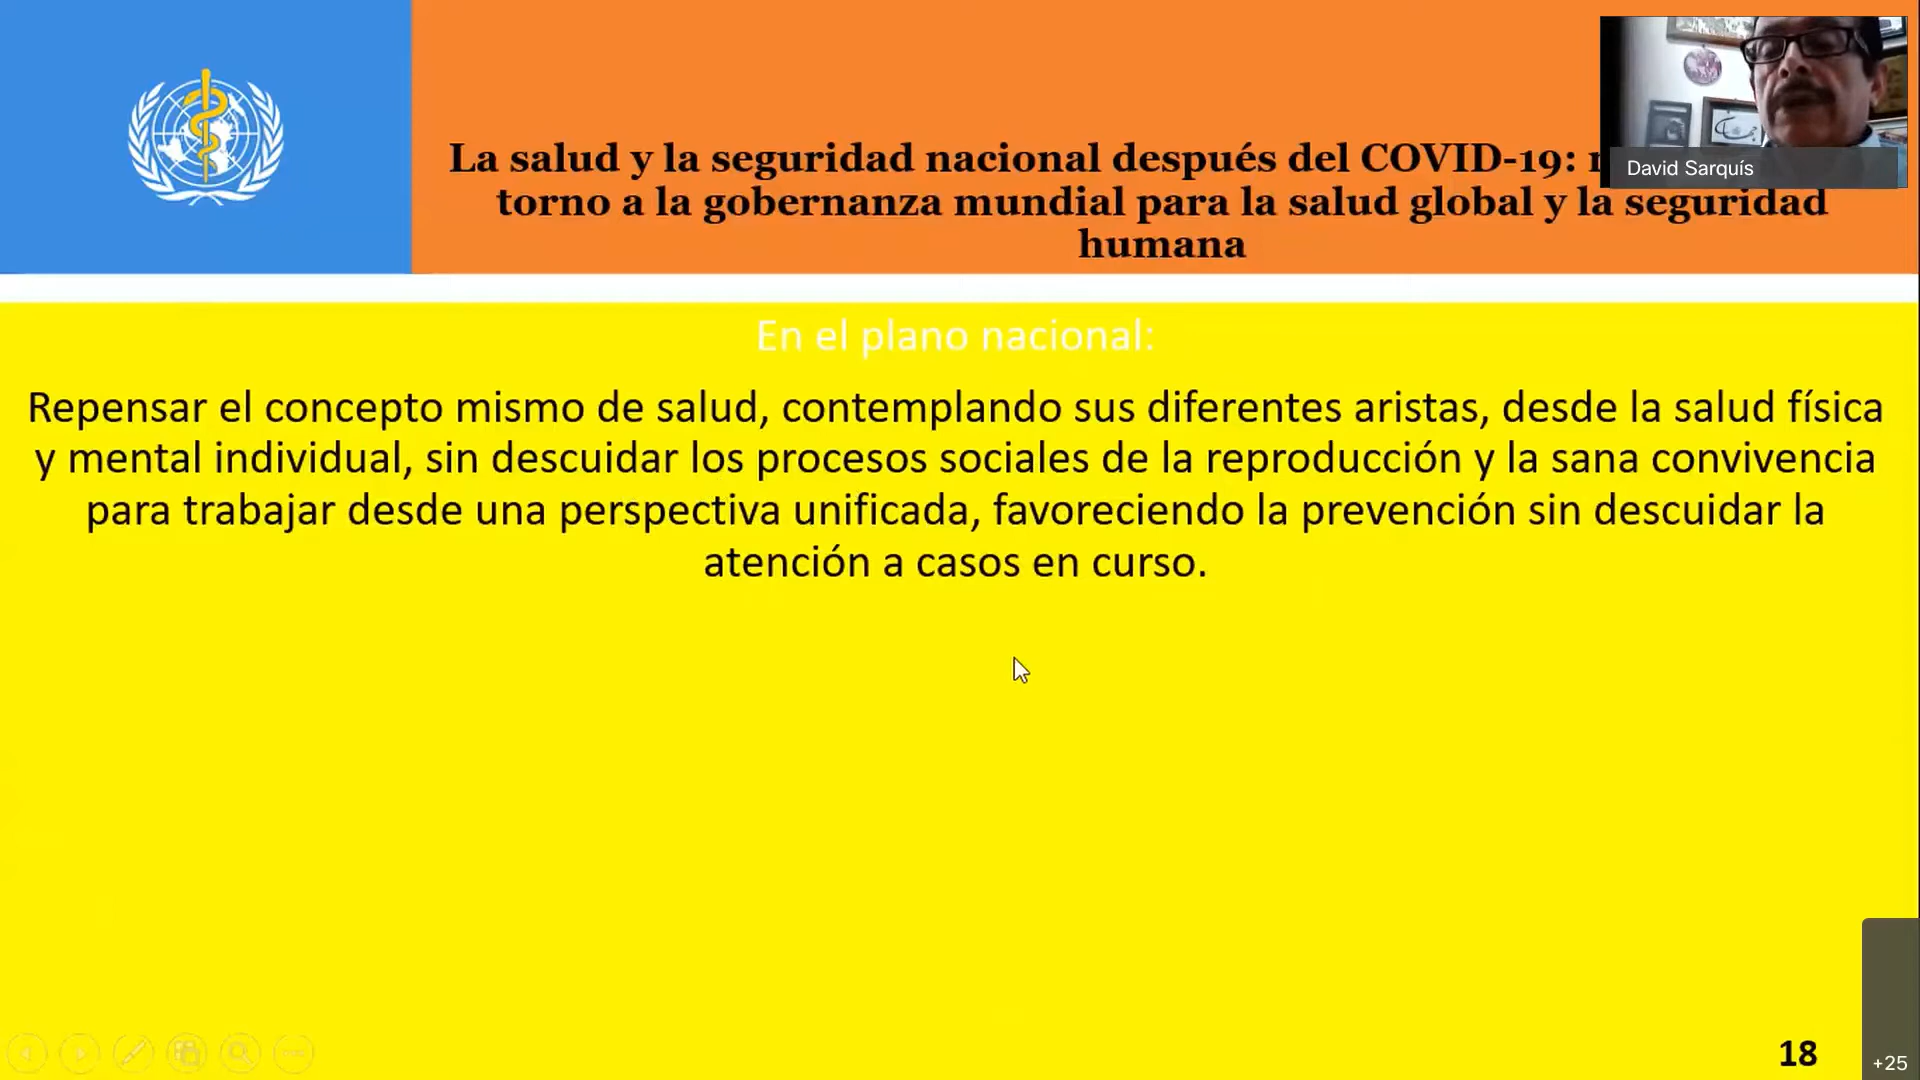 La salud y la seguridad nacional después del COVID-19:
David Sarquís
torno a la gobernanza mundial para la salud global y la seguridad
humana
En el plano nacional:
Repensar el concepto mismo de salud, contemplando sus diferentes aristas, desde la salud física
y mental individual, sin descuidar los procesos sociales de la reproducción y la sana convivencia
para trabajar desde una perspectiva unificada, favoreciendo la prevención sin descuidar la
atención a casos en curso.
18
+25